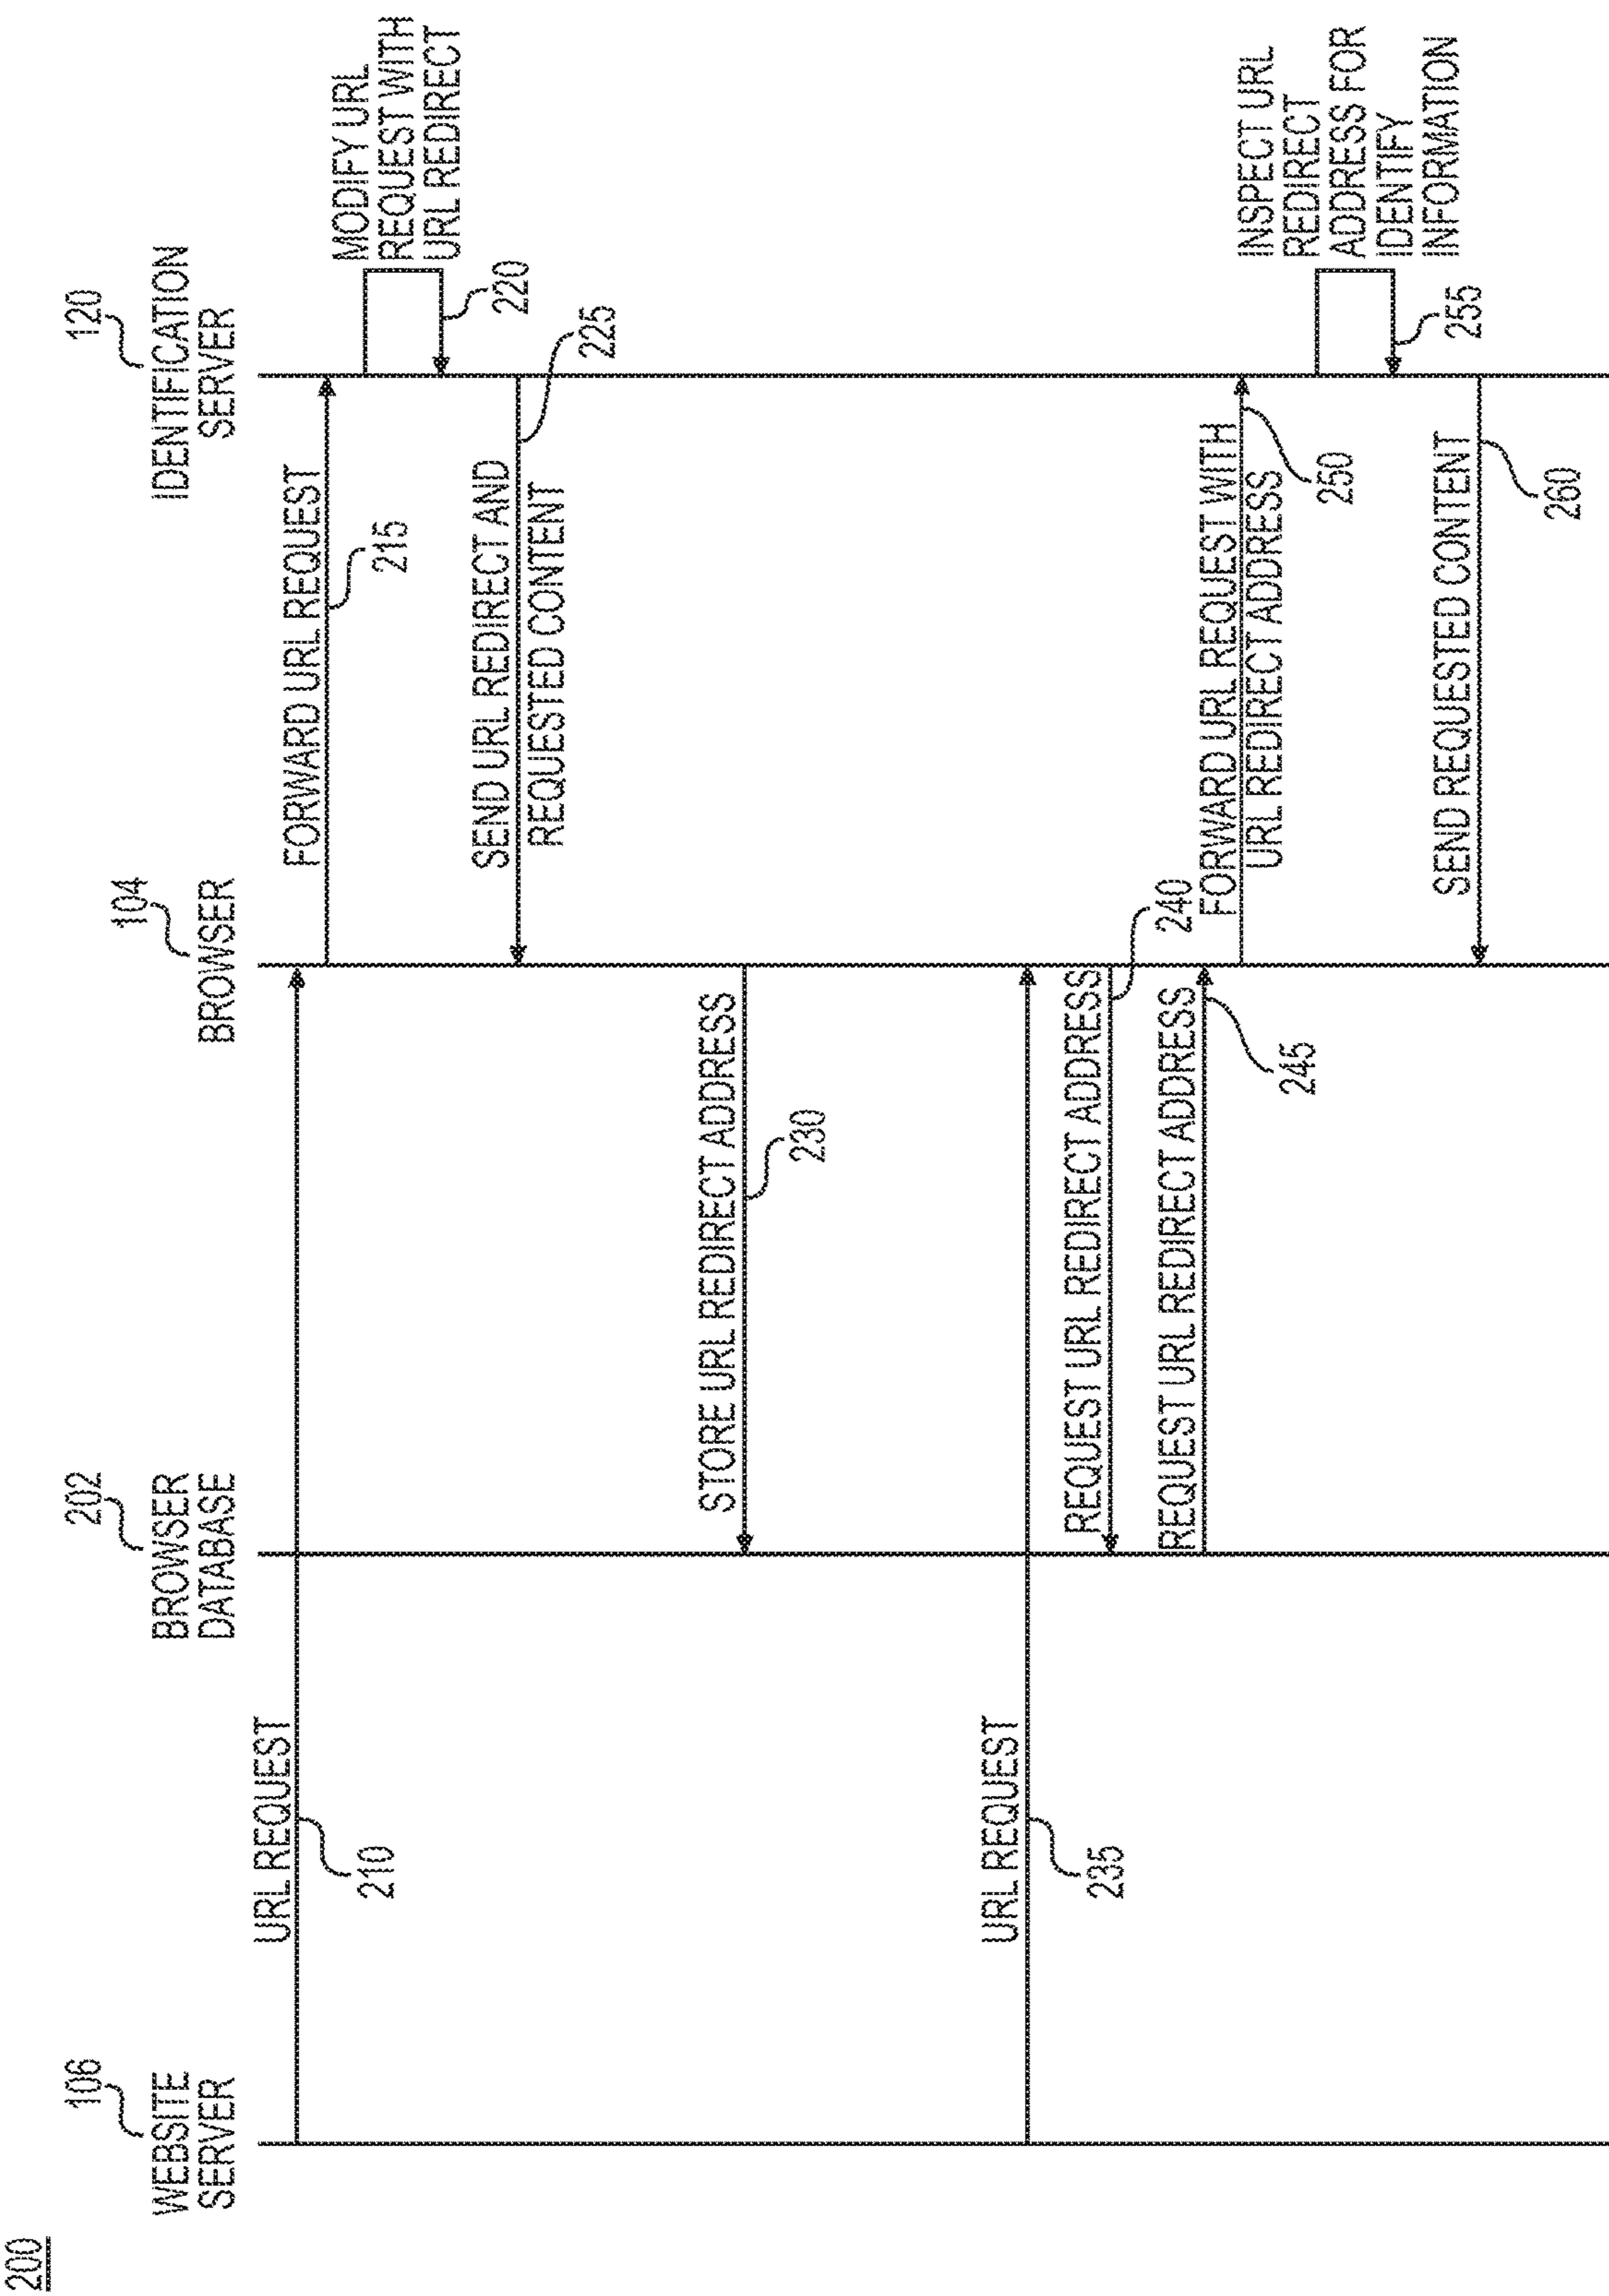 200
106
WEBSITE
SERVER
202
BROWSER
DATABASE
104
BROWSER
120
IDENTIFICATION
SERVER
URL REQUEST
210
FORWARD URL REQUEST
215
MODIFY URL
REQUEST WITH
URL REDIRECT
220
SEND URL REDIRECT AND
REQUESTED CONTENT
225
STORE URL REDIRECT ADDRESS
230
URL REQUEST
235
REQUEST URL REDIRECT ADDRESS
240
REQUEST URL REDIRECT ADDRESS
245
FORWARD URL REQUEST WITH
URL REDIRECT ADDRESS
250
INSPECT URL
REDIRECT
ADDRESS FOR
IDENTIFY
INFORMATION
255
SEND REQUESTED CONTENT
260